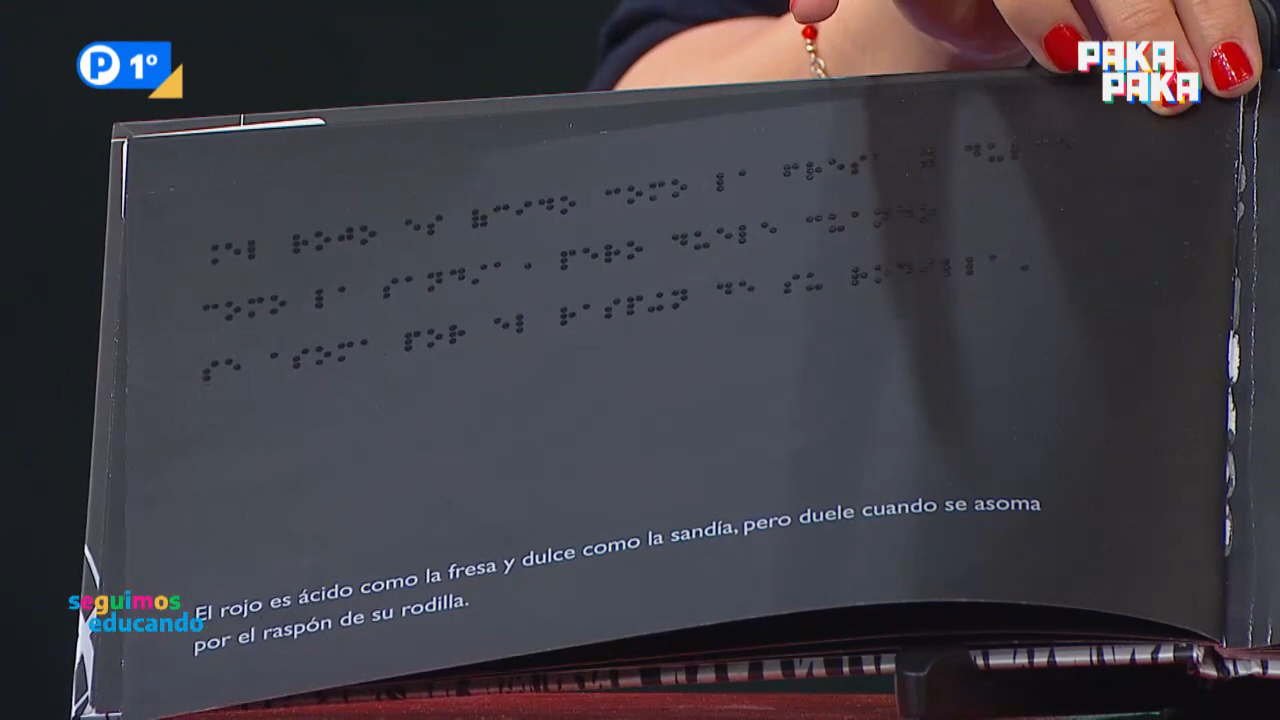 P 1º
PAKA
PAKA
El rojo es ácido como la fresa y dulce como la sandía, pero duele cuando se asoma
por el raspón de su rodilla.
seguimos
educando